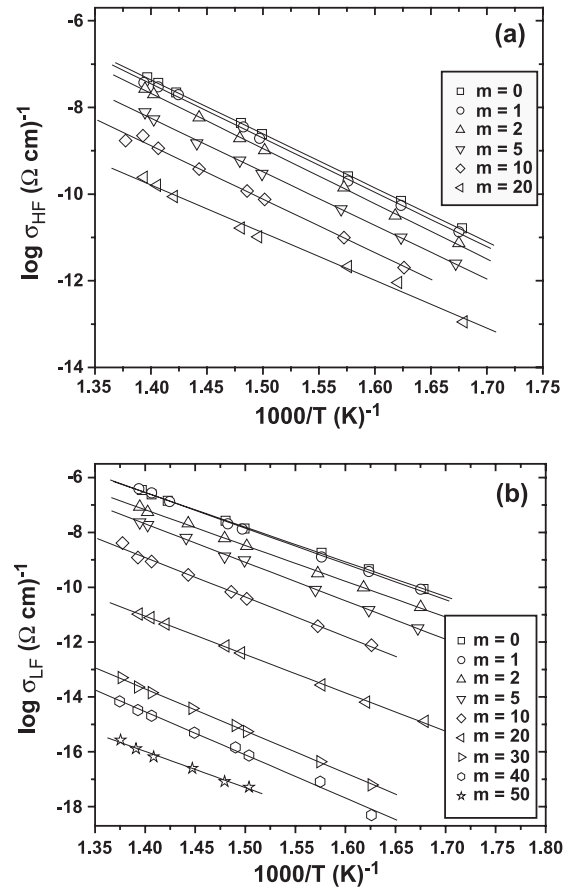 (a)
-6
-8
-10
-12
-14
log σHF (Ω cm)-1
m = 0
m = 1
m = 2
m = 5
m = 10
m = 20
1.35 1.40 1.45 1.50 1.55 1.60 1.65 1.70 1.75
1000/T (K)-1
(b)
-6
-8
-10
-12
-14
-16
-18
log σLF (Ω cm)-1
m = 0
m = 1
m = 2
m = 5
m = 10
m = 20
m = 30
m = 40
m = 50
1.35 1.40 1.45 1.50 1.55 1.60 1.65 1.70 1.75 1.80
1000/T (K)-1